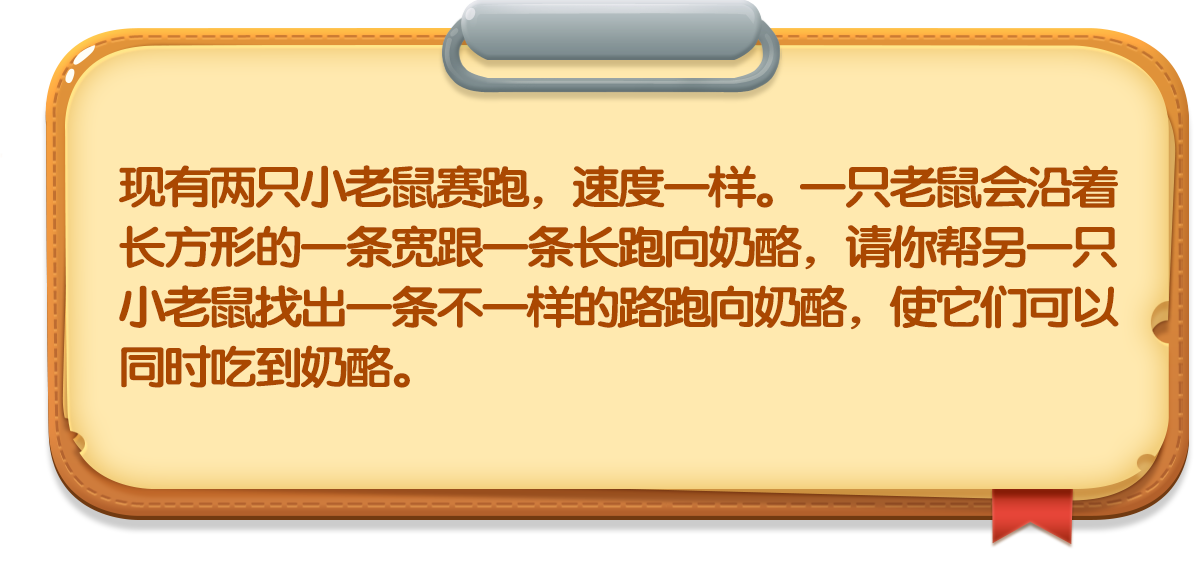 现有两只小老鼠赛跑，速度一样。一只老鼠会沿着
长方形的一条宽跟一条长跑向奶酪，请你帮另一只
小老鼠找出一条不一样的路跑向奶酪，使它们可以
同时吃到奶酪。